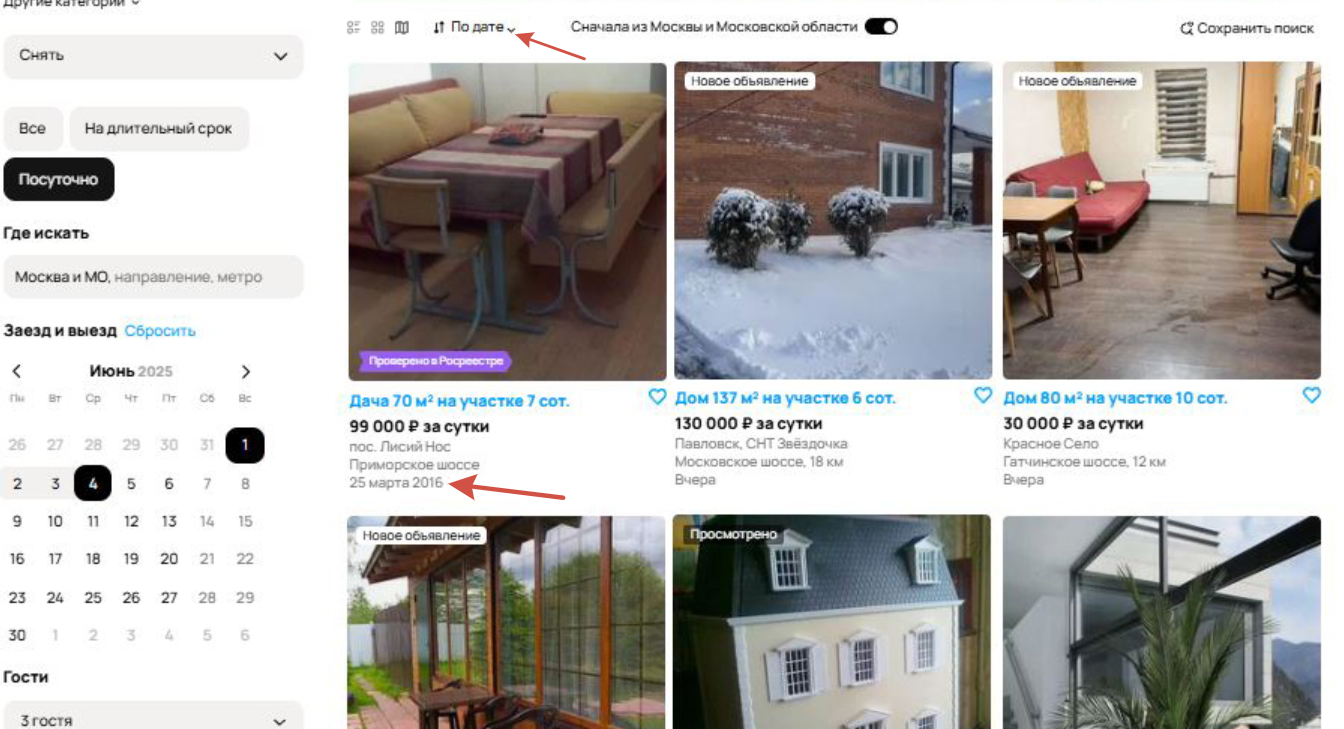 Другие категории
По дате
Сначала из Москвы и Московской области
Сохранить поиск
Снять
Все
На длительный срок
Посуточно
Где искать
Москва и МО, направление, метро
Заезд и выезд Сбросить
Июнь 2025
Пн Вт Ср Чт Пт Сб Вс
26 27 28 29 30 31 1
2 3 4 5 6 7 8
9 10 11 12 13 14 15
16 17 18 19 20 21 22
23 24 25 26 27 28 29
30 1 2 3 4 5 6
Гости
3 гостя
Проверено в Росреестре
Дача 70 м² на участке 7 сот.
99 000 ₽ за сутки
пос. Лисий Нос
Приморское шоссе
25 марта 2016
Новое объявление
Дом 137 м² на участке 6 сот.
130 000 ₽ за сутки
Павловск, СНТ Звёздочка
Московское шоссе, 18 км
Вчера
Новое объявление
Дом 80 м² на участке 10 сот.
30 000 ₽ за сутки
Красное Село
Гатчинское шоссе, 12 км
Вчера
Новое объявление
Просмотрено